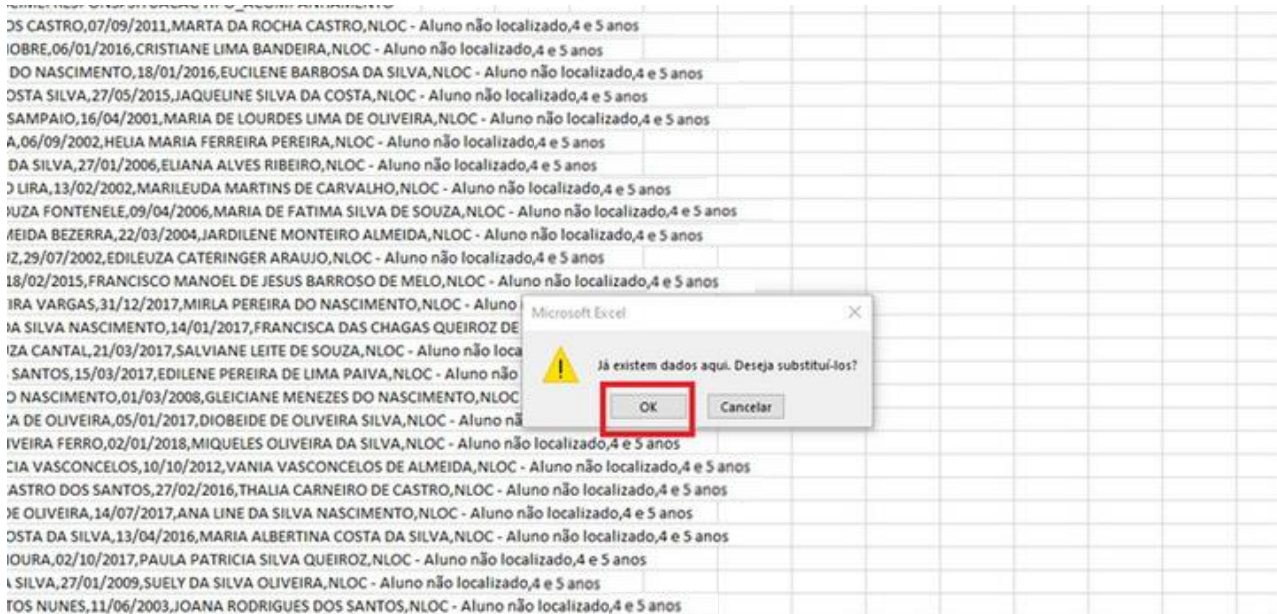 OS CASTRO,07/09/2011,MARTA DA ROCHA CASTRO,NLOC - Aluno não localizado,4 e 5 anos
OBRE,06/01/2016,CRISTIANE LIMA BANDEIRA,NLOC - Aluno não localizado,4 e 5 anos
DO NASCIMENTO,18/01/2016,EUCILENE BARBOSA DA SILVA,NLOC - Aluno não localizado,4 e 5 anos
OSTA SILVA,27/05/2015,JAQUELINE SILVA DA COSTA,NLOC - Aluno não localizado,4 e 5 anos
SAMPAIO,16/04/2001,MARIA DE LOURDES LIMA DE OLIVEIRA,NLOC - Aluno não localizado,4 e 5 anos
A,06/09/2002,HELIA MARIA FERREIRA PEREIRA,NLOC - Aluno não localizado,4 e 5 anos
DA SILVA,27/01/2006,ELIANA ALVES RIBEIRO,NLOC - Aluno não localizado,4 e 5 anos
LIRA,13/02/2002,MARILEUDA MARTINS DE CARVALHO,NLOC - Aluno não localizado,4 e 5 anos
UZA FONTENELE,09/04/2006,MARIA DE FATIMA SILVA DE SOUZA,NLOC - Aluno não localizado,4 e 5 anos
MEIDA BEZERRA,22/03/2004,JARDILENE MONTEIRO ALMEIDA,NLOC - Aluno não localizado,4 e 5 anos
Z,29/07/2002,EDILEUZA CATERINGER ARAUJO,NLOC - Aluno não localizado,4 e 5 anos
18/02/2015,FRANCISCO MANOEL DE JESUS BARROSO DE MELO,NLOC - Aluno não localizado,4 e 5 anos
IRA VARGAS,31/12/2017,MIRLA PEREIRA DO NASCIMENTO,NLOC - Aluno
Microsoft Excel
DA SILVA NASCIMENTO,14/01/2017,FRANCISCA DAS CHAGAS QUEIROZ DE
ZA CANTAL,21/03/2017,SALVIANE LEITE DE SOUZA,NLOC - Aluno não loca
Já existem dados aqui. Deseja substituí-los?
SANTOS,15/03/2017,EDILENE PEREIRA DE LIMA PAIVA,NLOC - Aluno não
O NASCIMENTO,01/03/2008,GLEICIANE MENEZES DO NASCIMENTO,NLOC
OK Cancelar
A DE OLIVEIRA,05/01/2017,DIOBEIDE DE OLIVEIRA SILVA,NLOC - Aluno nã
IVEIRA FERRO,02/01/2018,MIQUELES OLIVEIRA DA SILVA,NLOC - Aluno não localizado,4 e 5 anos
CIA VASCONCELOS,10/10/2012,VANIA VASCONCELOS DE ALMEIDA,NLOC - Aluno não localizado,4 e 5 anos
ASTRO DOS SANTOS,27/02/2016,THALIA CARNEIRO DE CASTRO,NLOC - Aluno não localizado,4 e 5 anos
DE OLIVEIRA,14/07/2017,ANA LINE DA SILVA NASCIMENTO,NLOC - Aluno não localizado,4 e 5 anos
OSTA DA SILVA,13/04/2016,MARIA ALBERTINA COSTA DA SILVA,NLOC - Aluno não localizado,4 e 5 anos
OURA,02/10/2017,PAULA PATRICIA SILVA QUEIROZ,NLOC - Aluno não localizado,4 e 5 anos
SILVA,27/01/2009,SUELY DA SILVA OLIVEIRA,NLOC - Aluno não localizado,4 e 5 anos
TOS NUNES,11/06/2003,JOANA RODRIGUES DOS SANTOS,NLOC - Aluno não localizado,4 e 5 anos